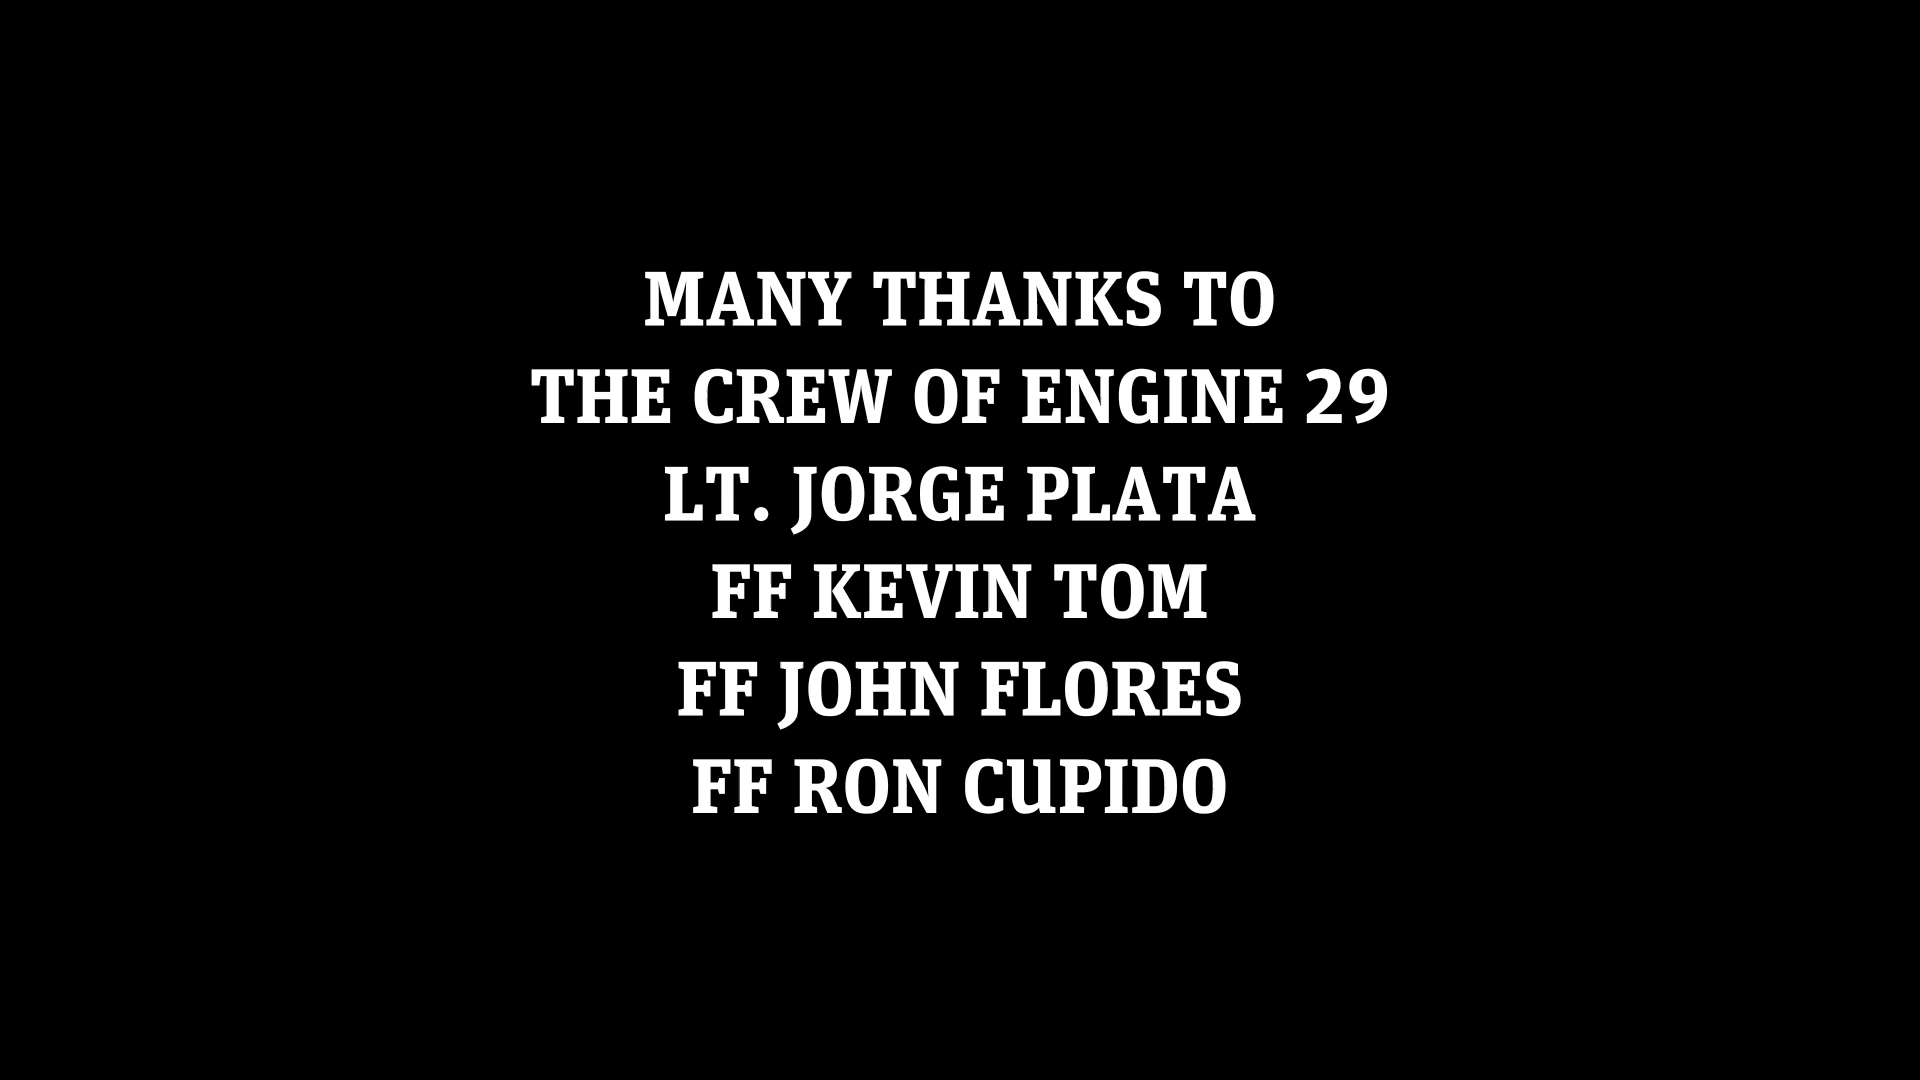 MANY THANKS TO
THE CREW OF ENGINE 29
LT. JORGE PLATA
FF KEVIN TOM
FF JOHN FLORES
FF RON CUPIDO